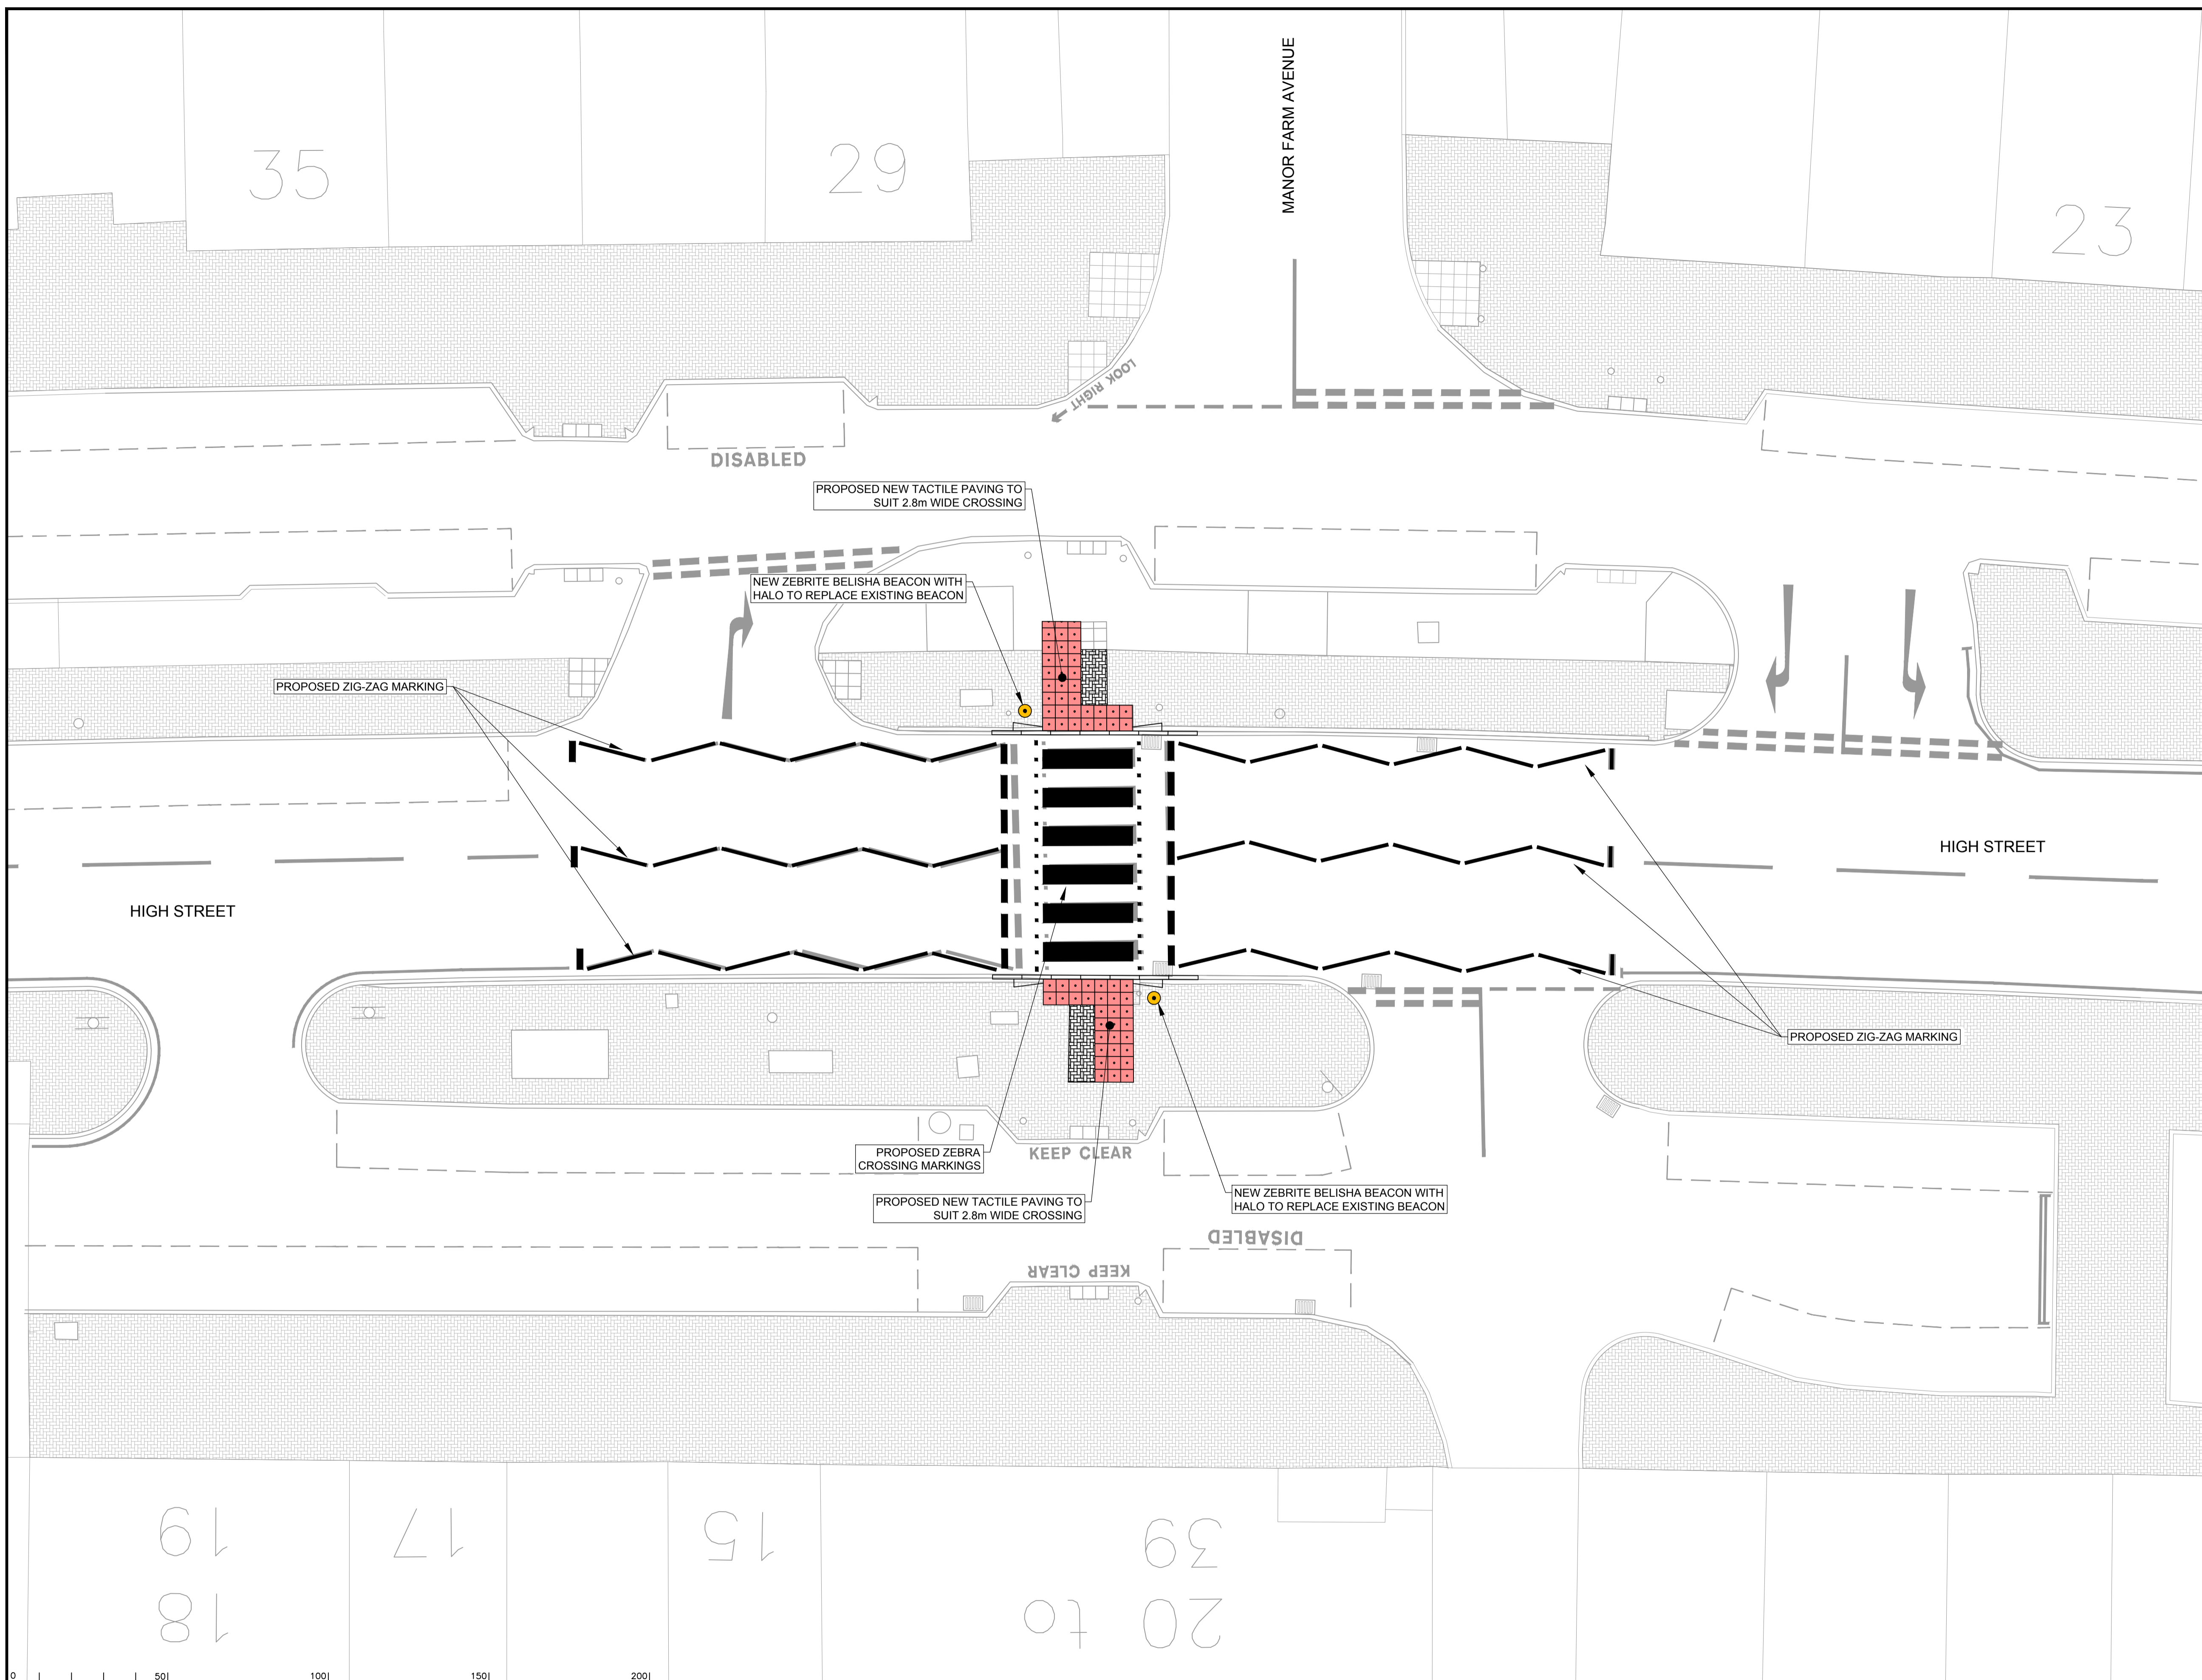 MANOR FARM AVENUE
35
29
23
LOOK RIGHT
DISABLED
PROPOSED NEW TACTILE PAVING TO
SUIT 2.8m WIDE CROSSING
NEW ZEBRITE BELISHA BEACON WITH
HALO TO REPLACE EXISTING BEACON
PROPOSED ZIG-ZAG MARKING
HIGH STREET
HIGH STREET
PROPOSED ZIG-ZAG MARKING
PROPOSED ZEBRA
CROSSING MARKINGS
KEEP CLEAR
PROPOSED NEW TACTILE PAVING TO
SUIT 2.8m WIDE CROSSING
NEW ZEBRITE BELISHA BEACON WITH
HALO TO REPLACE EXISTING BEACON
DISABLED
KEEP CLEAR
18
19
17
15
20 to
39
0 50 100 150 200